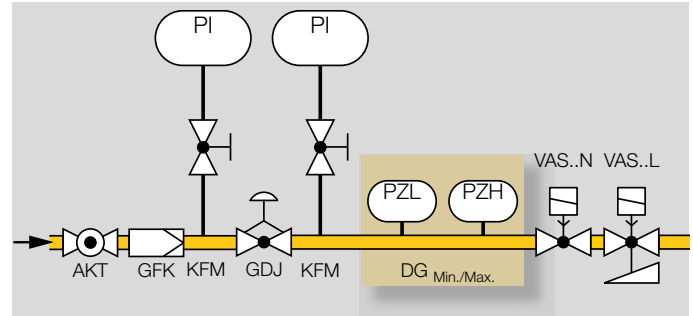 PI
PI
VAS..N
VAS..L
PZL
PZH
AKT
GFK
KFM
GDJ
KFM
DG Min./Max.